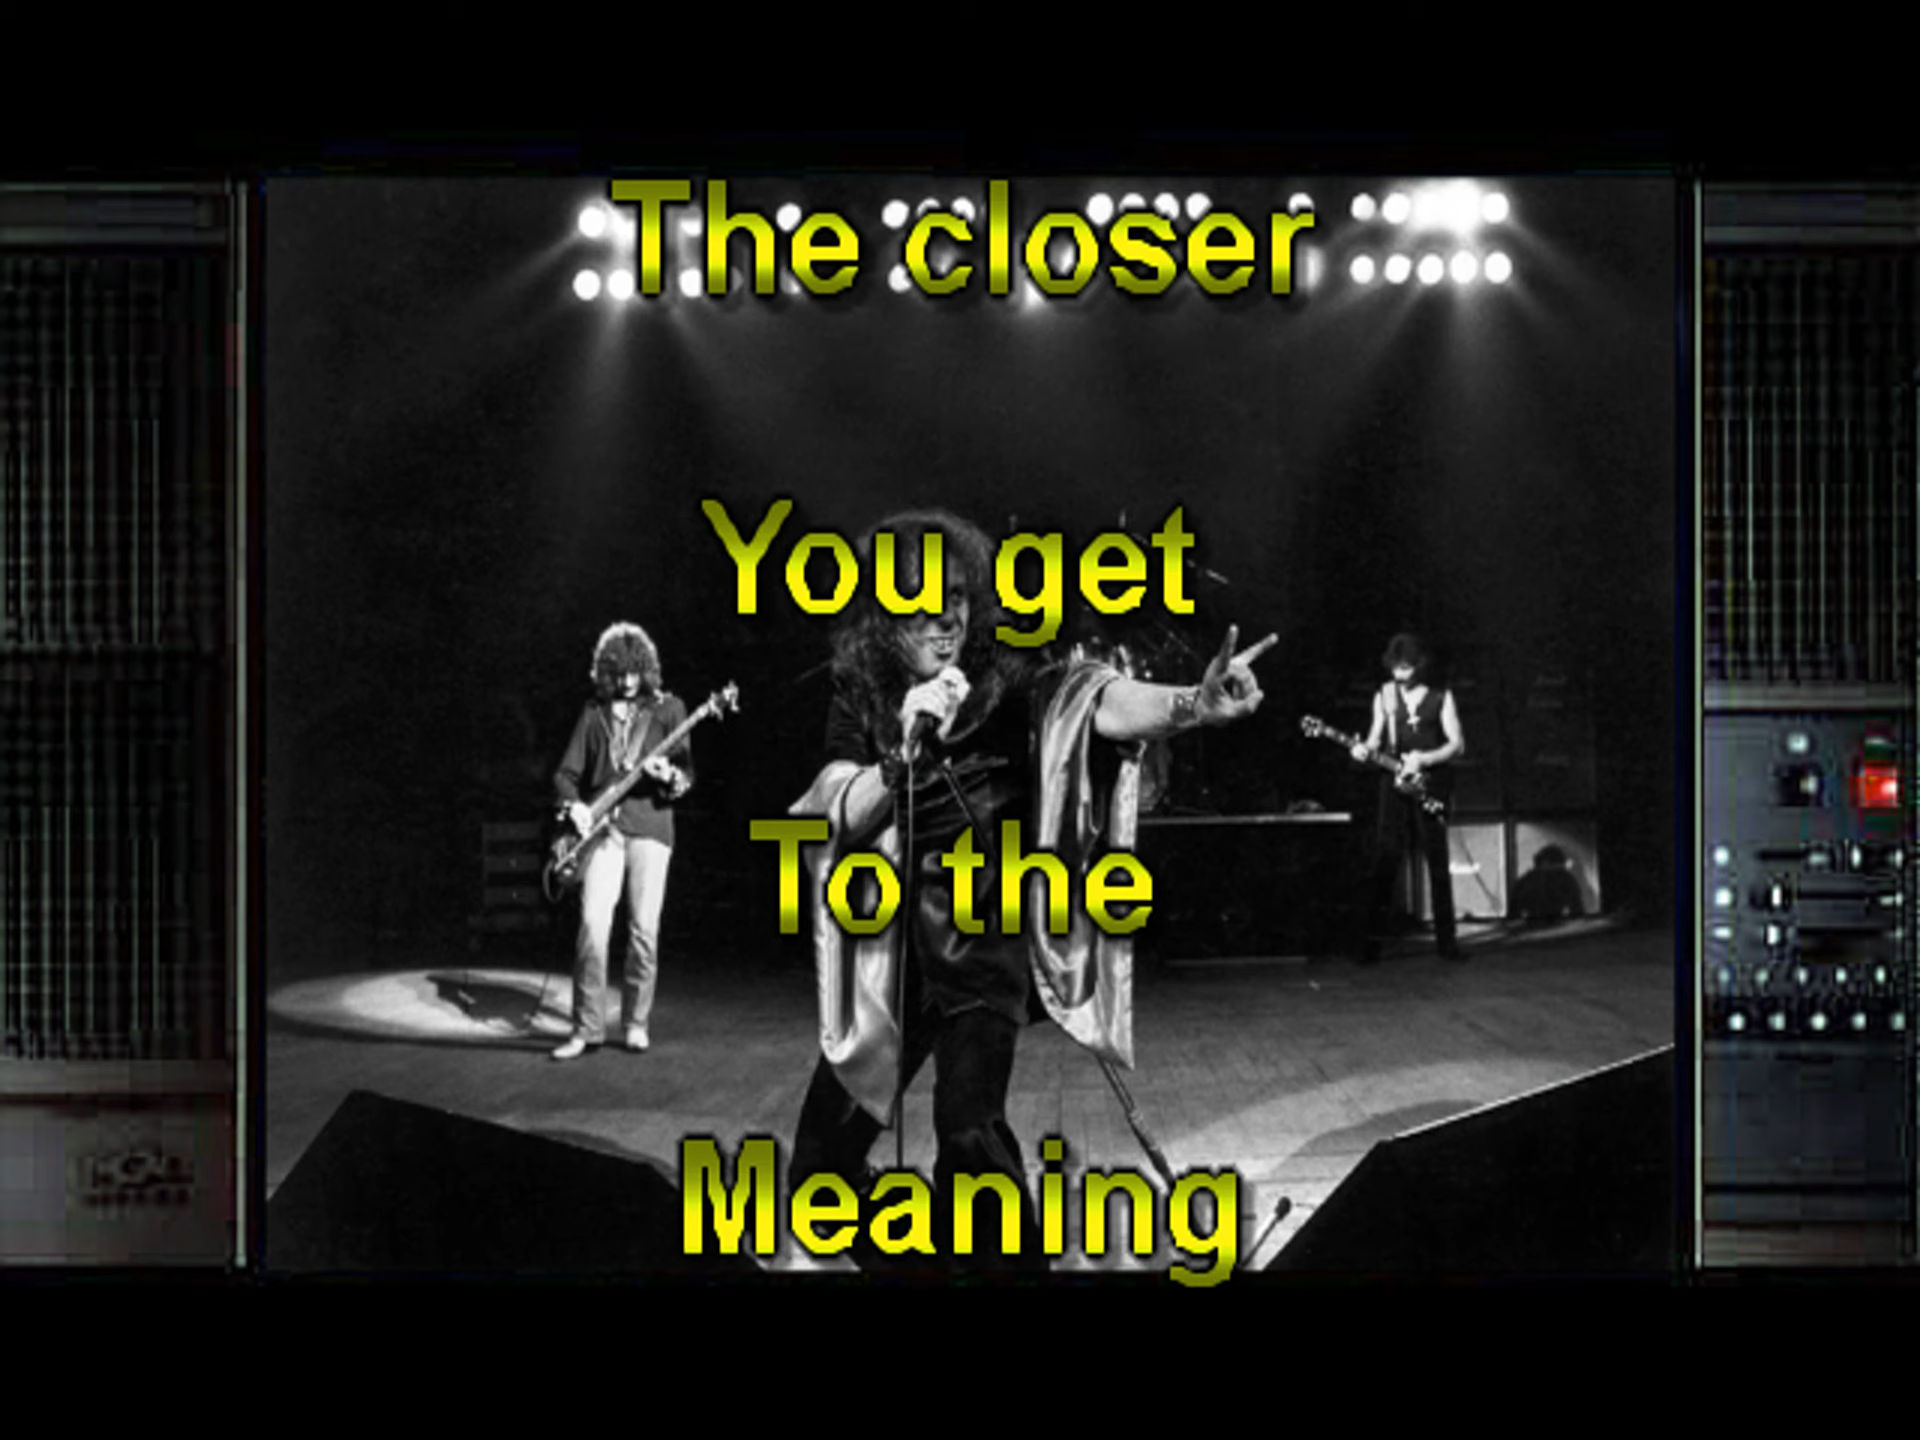 The closer
You get
To the
Meaning